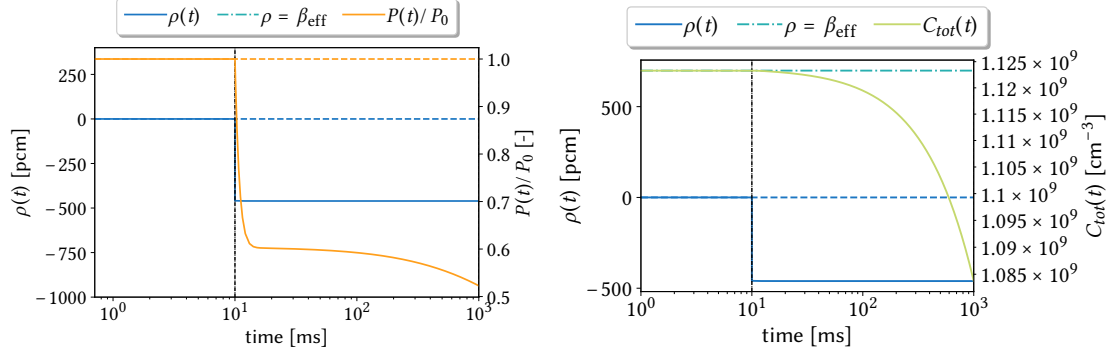 ρ(t) ρ = β_eff P(t)/P_0
250
0
−250
−500
−750
−1000
ρ(t) [pcm]
1.0
0.9
0.8
0.7
0.6
0.5
P(t)/P_0 [-]
10^0 10^1 10^2 10^3
time [ms]
ρ(t) ρ = β_eff C_tot(t)
500
0
−500
ρ(t) [pcm]
1.125 × 10^9
1.12 × 10^9
1.115 × 10^9
1.11 × 10^9
1.105 × 10^9
1.1 × 10^9
1.095 × 10^9
1.09 × 10^9
1.085 × 10^9
C_tot(t) [cm^−3]
10^0 10^1 10^2 10^3
time [ms]